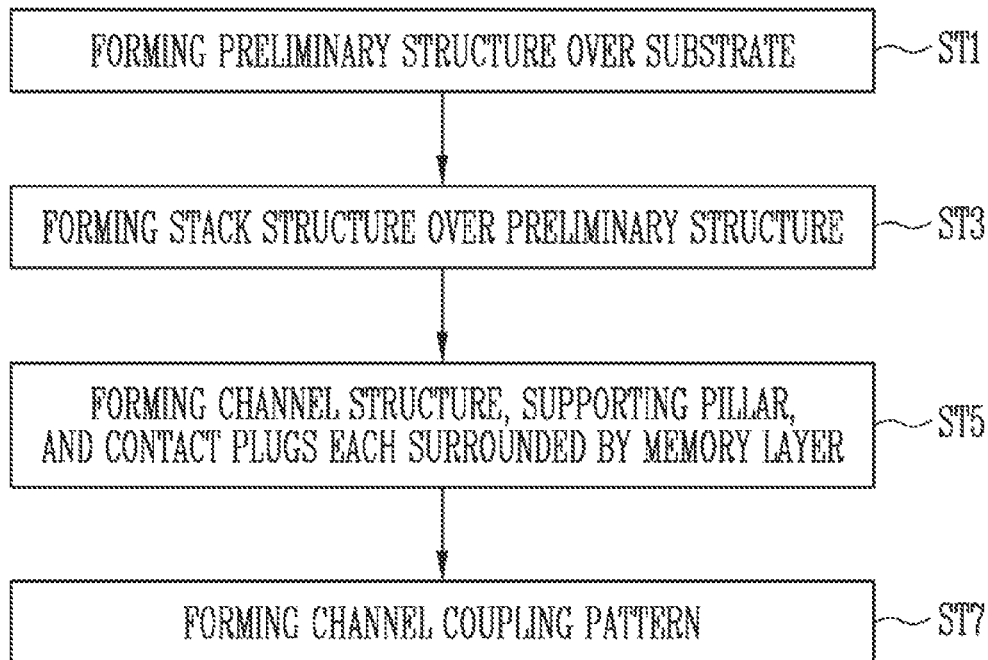 FORMING PRELIMINARY STRUCTURE OVER SUBSTRATE
ST1
FORMING STACK STRUCTURE OVER PRELIMINARY STRUCTURE
ST3
FORMING CHANNEL STRUCTURE, SUPPORTING PILLAR,
AND CONTACT PLUGS EACH SURROUNDED BY MEMORY LAYER
ST5
FORMING CHANNEL COUPLING PATTERN
ST7